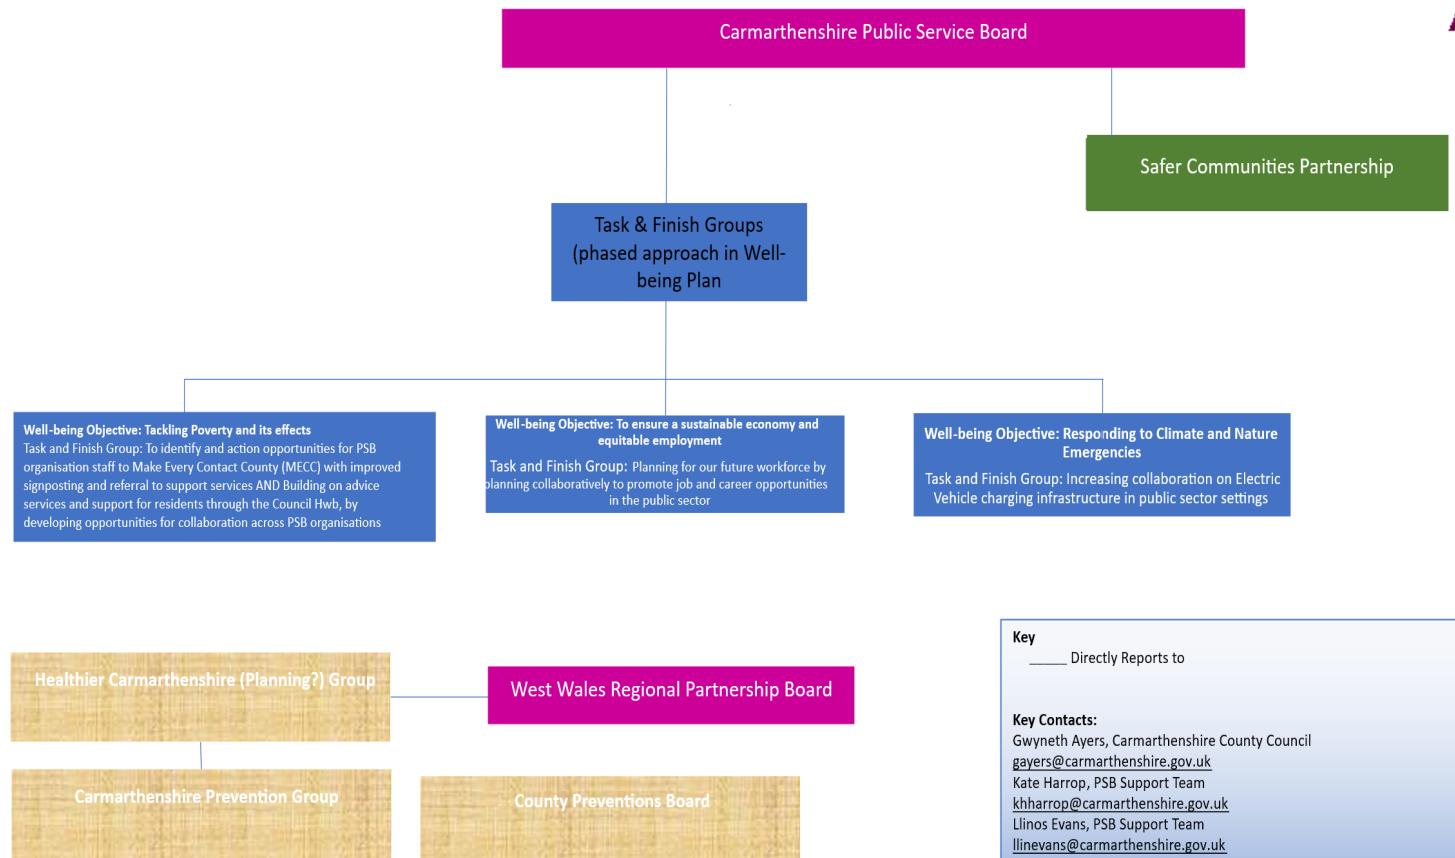 Carmarthenshire Public Service Board
Safer Communities Partnership
Task & Finish Groups
(phased approach in Well-
being Plan
Well-being Objective: Tackling Poverty and its effects
Task and Finish Group: To identify and action opportunities for PSB
organisation staff to Make Every Contact County (MECC) with improved
signposting and referral to support services AND Building on advice
services and support for residents through the Council Hwb, by
developing opportunities for collaboration across PSB organisations
Well-being Objective: To ensure a sustainable economy and
equitable employment
Task and Finish Group: Planning for our future workforce by
planning collaboratively to promote job and career opportunities
in the public sector
Well-being Objective: Responding to Climate and Nature
Emergencies
Task and Finish Group: Increasing collaboration on Electric
Vehicle charging infrastructure in public sector settings
Healthier Carmarthenshire (Planning?) Group
West Wales Regional Partnership Board
Carmarthenshire Prevention Group
County Preventions Board
Key
_____ Directly Reports to
Key Contacts:
Gwyneth Ayers, Carmarthenshire County Council
gayers@carmarthenshire.gov.uk
Kate Harrop, PSB Support Team
khharrop@carmarthenshire.gov.uk
Llinos Evans, PSB Support Team
llinevans@carmarthenshire.gov.uk